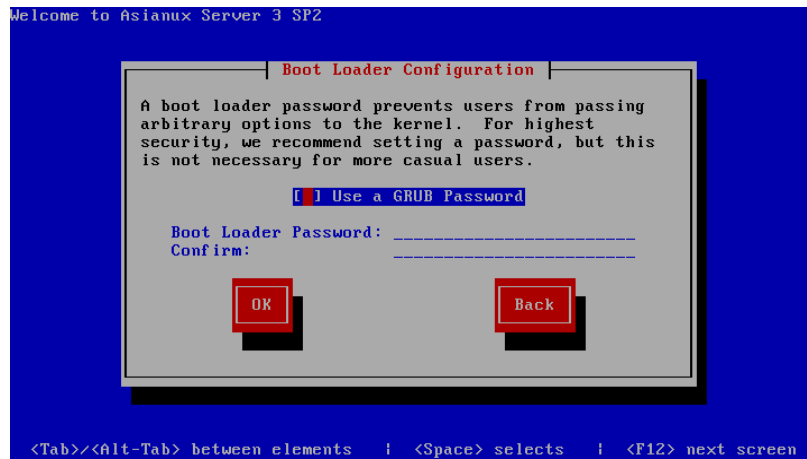 Welcome to Asianux Server 3 SP2
Boot Loader Configuration
A boot loader password prevents users from passing
arbitrary options to the kernel.  For highest
security, we recommend setting a password, but this
is not necessary for more casual users.
[ ] Use a GRUB Password
Boot Loader Password: ________________________
Confirm: ________________________
OK Back
<Tab>/<Alt-Tab> between elements | <Space> selects | <F12> next screen